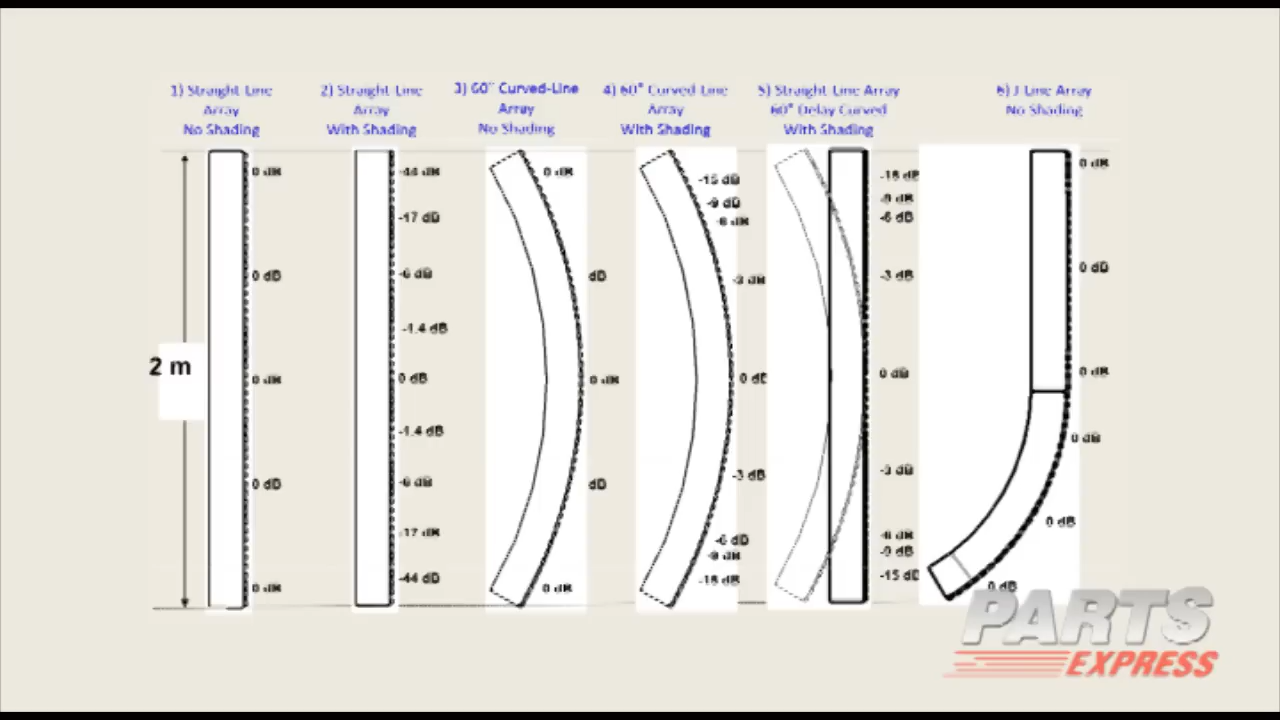 1) Straight-Line
Array
No Shading
2) Straight-Line
Array
With Shading
3) 60° Curved-Line
Array
No Shading
4) 60° Curved-Line
Array
With Shading
5) Straight-Line Array
60° Delay Curved
With Shading
6) J-Line Array
No Shading
2 m
0 dB
0 dB
0 dB
0 dB
0 dB
-44 dB
-17 dB
-6 dB
-1.4 dB
0 dB
-1.4 dB
-6 dB
-17 dB
-44 dB
0 dB
dB
0 dB
dB
0 dB
-15 dB
-9 dB
-6 dB
-3 dB
0 dB
-3 dB
-6 dB
-9 dB
-15 dB
-15 dB
-9 dB
-6 dB
-3 dB
0 dB
-3 dB
-6 dB
-9 dB
-15 dB
0 dB
0 dB
0 dB
0 dB
0 dB
0 dB
PARTS
EXPRESS